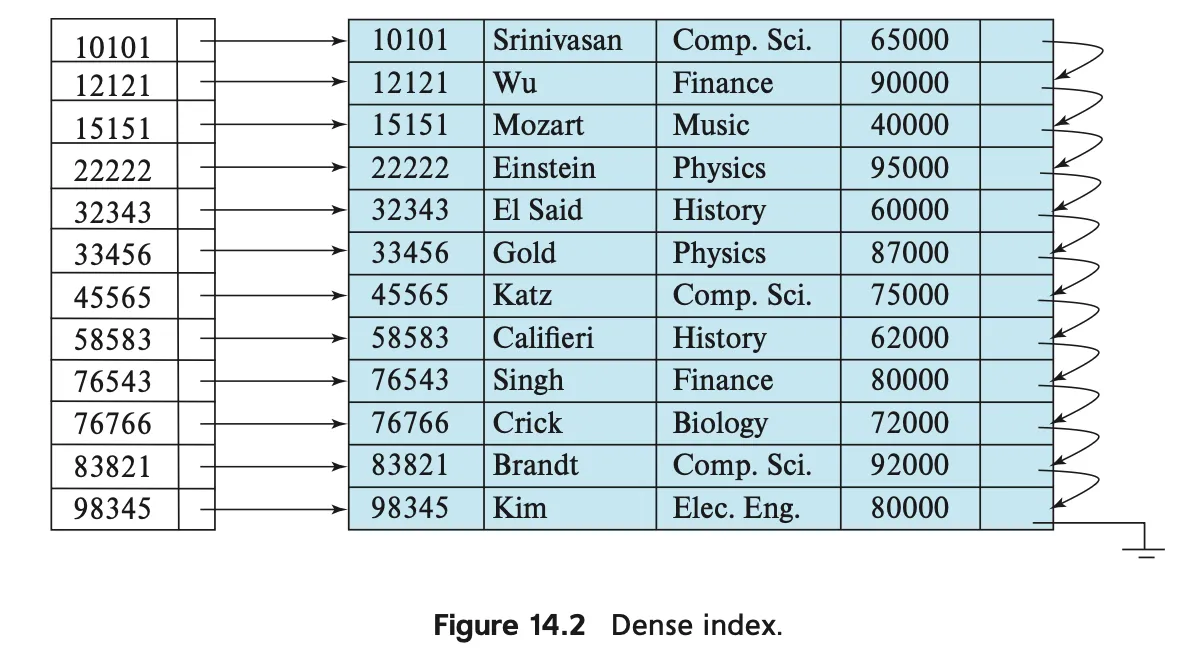 10101 10101 Srinivasan Comp. Sci. 65000
12121 12121 Wu Finance 90000
15151 15151 Mozart Music 40000
22222 22222 Einstein Physics 95000
32343 32343 El Said History 60000
33456 33456 Gold Physics 87000
45565 45565 Katz Comp. Sci. 75000
58583 58583 Califieri History 62000
76543 76543 Singh Finance 80000
76766 76766 Crick Biology 72000
83821 83821 Brandt Comp. Sci. 92000
98345 98345 Kim Elec. Eng. 80000
Figure 14.2 Dense index.